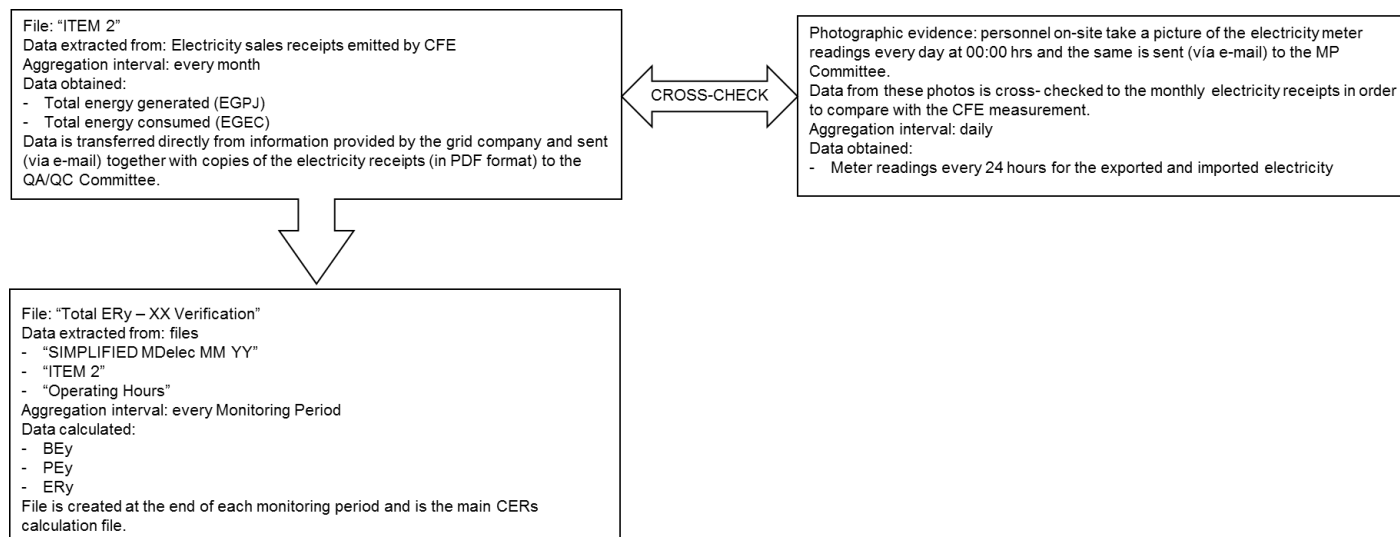 File: “ITEM 2”
Data extracted from: Electricity sales receipts emitted by CFE
Aggregation interval: every month
Data obtained:
- Total energy generated (EGPJ)
- Total energy consumed (EGEC)
Data is transferred directly from information provided by the grid company and sent
(via e-mail) together with copies of the electricity receipts (in PDF format) to the
QA/QC Committee.
CROSS-CHECK
Photographic evidence: personnel on-site take a picture of the electricity meter
readings every day at 00:00 hrs and the same is sent (vía e-mail) to the MP
Committee.
Data from these photos is cross- checked to the monthly electricity receipts in order
to compare with the CFE measurement.
Aggregation interval: daily
Data obtained:
- Meter readings every 24 hours for the exported and imported electricity
File: “Total ERy – XX Verification”
Data extracted from: files
- “SIMPLIFIED MDelec MM YY”
- “ITEM 2”
- “Operating Hours”
Aggregation interval: every Monitoring Period
Data calculated:
- BEy
- PEy
- ERy
File is created at the end of each monitoring period and is the main CERs
calculation file.